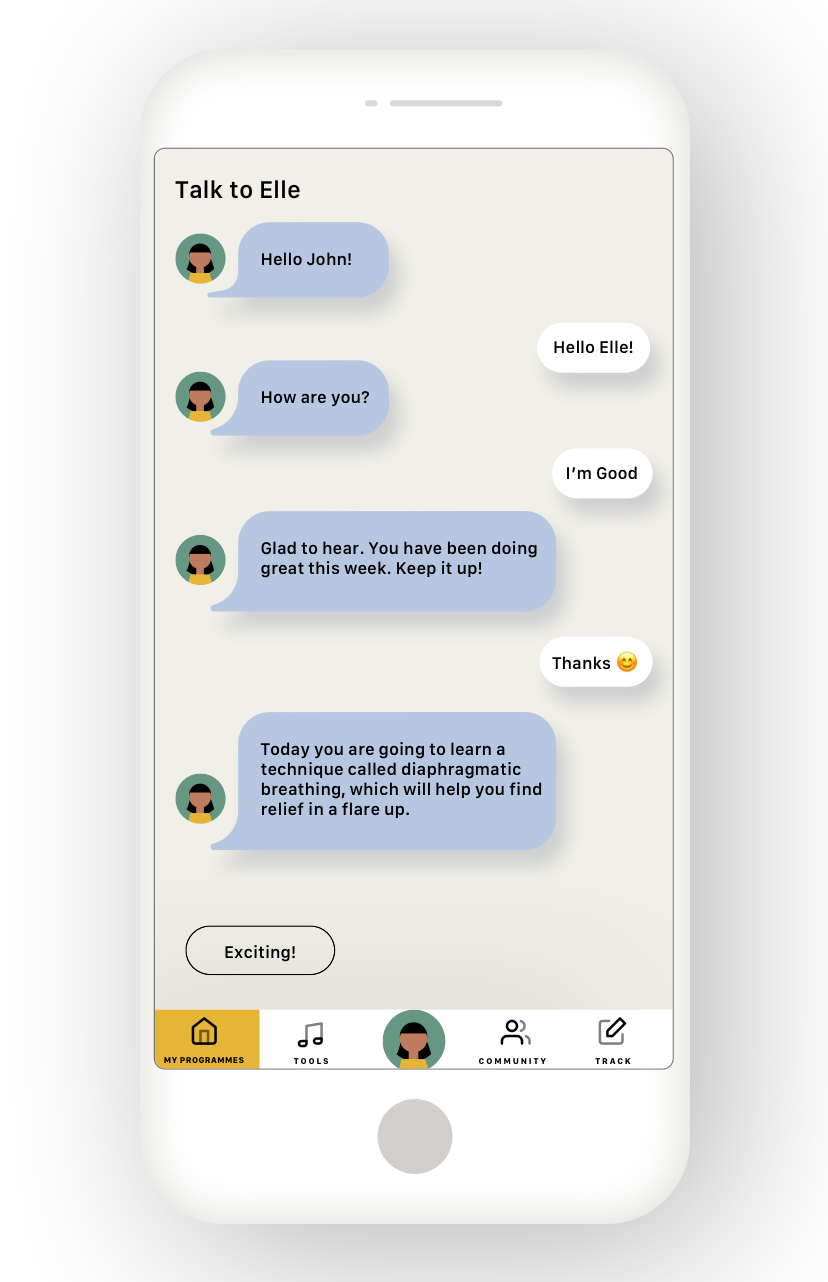 Talk to Elle
Hello John!
Hello Elle!
How are you?
I’m Good
Glad to hear. You have been doing
great this week. Keep it up!
Thanks 😊
Today you are going to learn a
technique called diaphragmatic
breathing, which will help you find
relief in a flare up.
Exciting!
MY PROGRAMMES
TOOLS
COMMUNITY
TRACK